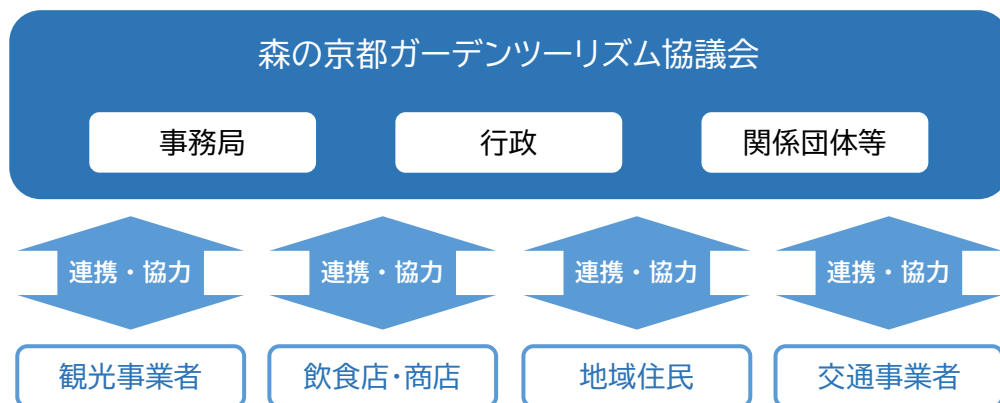 森の京都ガーデンツーリズム協議会
事務局
行政
関係団体等
連携・協力
連携・協力
連携・協力
連携・協力
観光事業者
飲食店・商店
地域住民
交通事業者